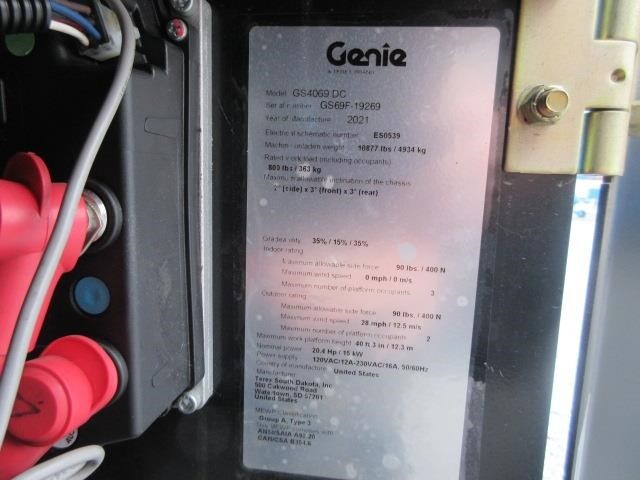 Genie
A TEREX BRAND
Model: GS4069 DC
Serial number: GS69F-19269
Year of Manufacture: 2021
Electrical schematic number: ES0539
Machine unladen weight: 10877 lbs / 4934 kg
Rated work load (including occupants):
800 lbs / 363 kg
Maximum allowable inclination of the chassis:
(side) x 3° (front) x 3° (rear)
Gradeability: 35% / 15% / 35%
Indoor rating
Maximum allowable side force: 90 lbs. / 400 N
Maximum wind speed: 0 mph / 0 m/s
Maximum number of platform occupants: 3
Outdoor rating
Maximum allowable side force: 90 lbs. / 400 N
Maximum wind speed: 28 mph / 12.5 m/s
Maximum number of platform occupants: 2
Maximum work platform height: 40 ft 3 in / 12.3 m
Nominal power: 20.4 Hp / 15 kW
Power supply: 120VAC/12A-230VAC/16A, 50/60Hz
Country of manufacture: United States
Manufacturer:
Terex South Dakota, Inc.
500 Oakwood Road
Watertown, SD 57201
United States
MEWP Classification
Group A, Type 3
This MEWP complies with:
ANSI/SAIA A92.20
CAN/CSA B354.6